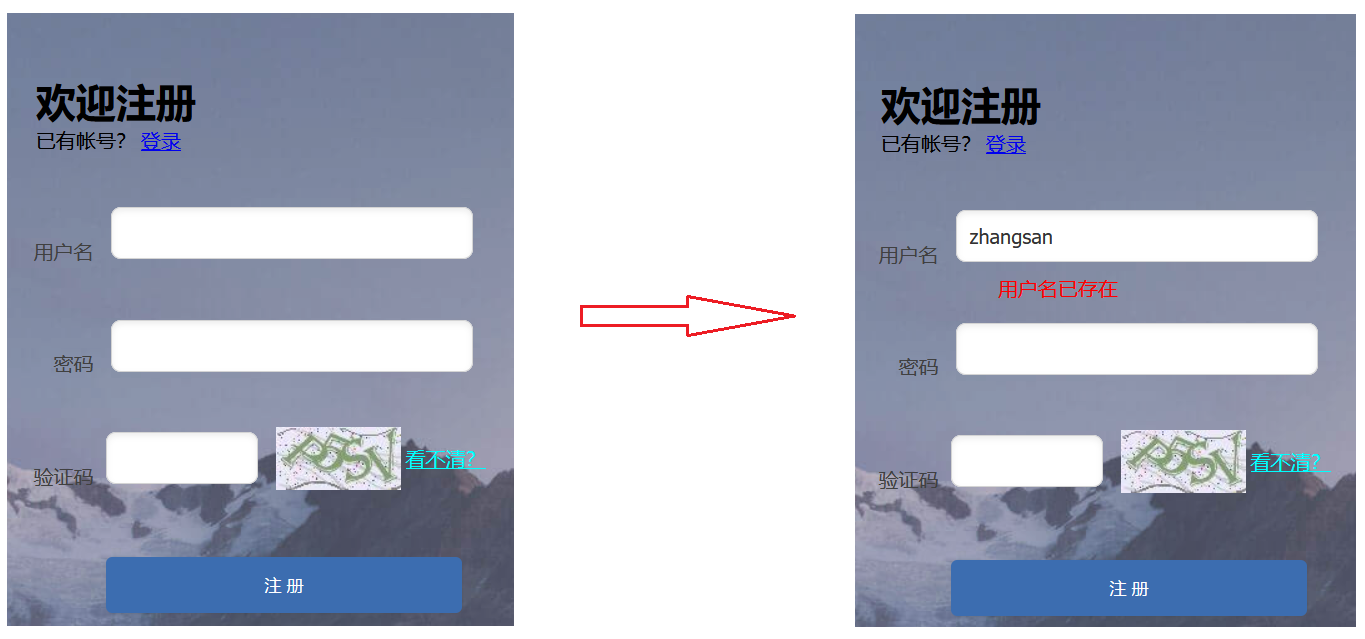 欢迎注册
已有帐号? 登录
用户名
密码
验证码
看不清?
注 册
欢迎注册
已有帐号? 登录
用户名 zhangsan
用户名已存在
密码
验证码
看不清?
注 册